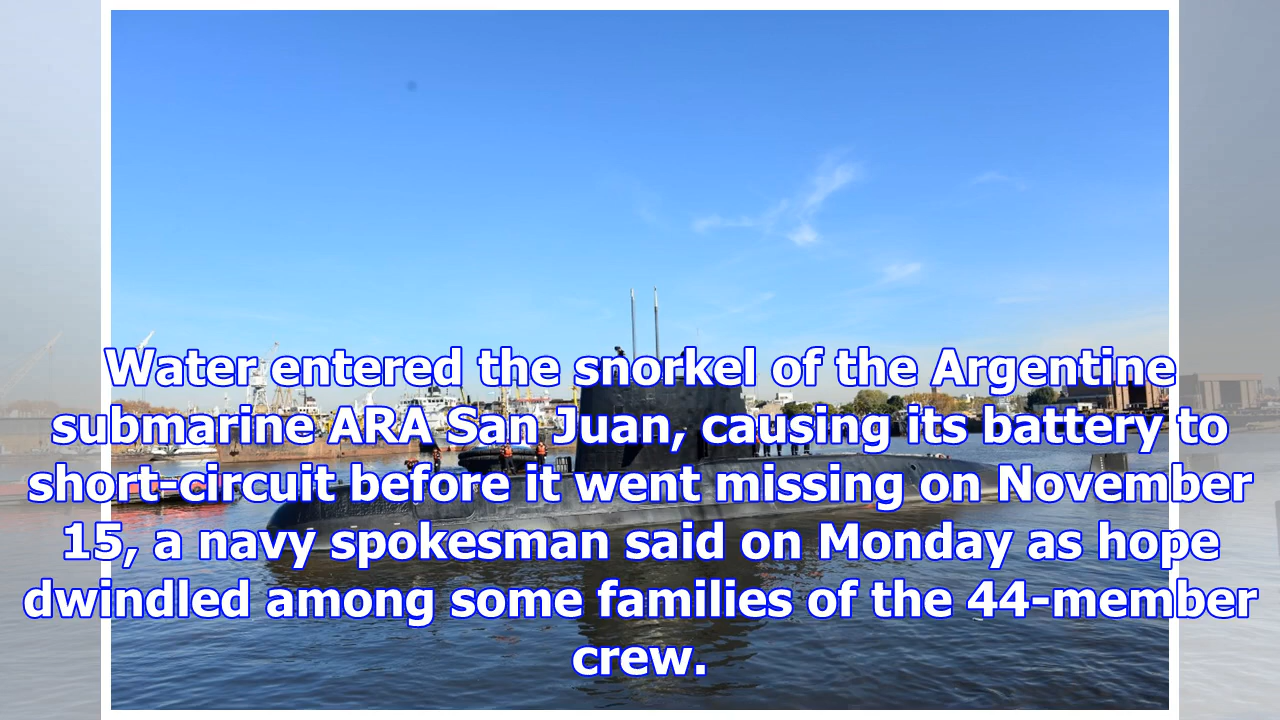 Water entered the snorkel of the Argentine
submarine ARA San Juan, causing its battery to
short-circuit before it went missing on November
15, a navy spokesman said on Monday as hope
dwindled among some families of the 44-member
crew.